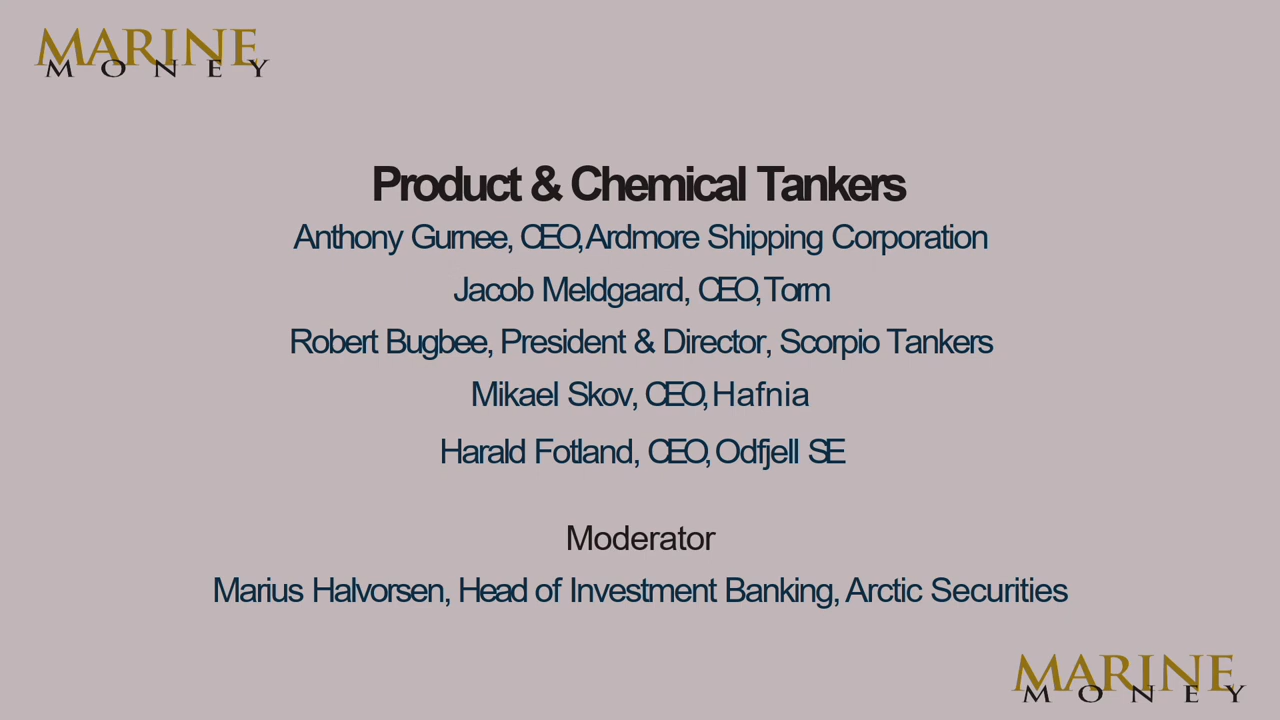 MARINE
MONEY
Product & Chemical Tankers
Anthony Gurnee, CEO, Ardmore Shipping Corporation
Jacob Meldgaard, CEO, Torm
Robert Bugbee, President & Director, Scorpio Tankers
Mikael Skov, CEO, Hafnia
Harald Fotland, CEO, Odfjell SE
Moderator
Marius Halvorsen, Head of Investment Banking, Arctic Securities
MARINE
MONEY